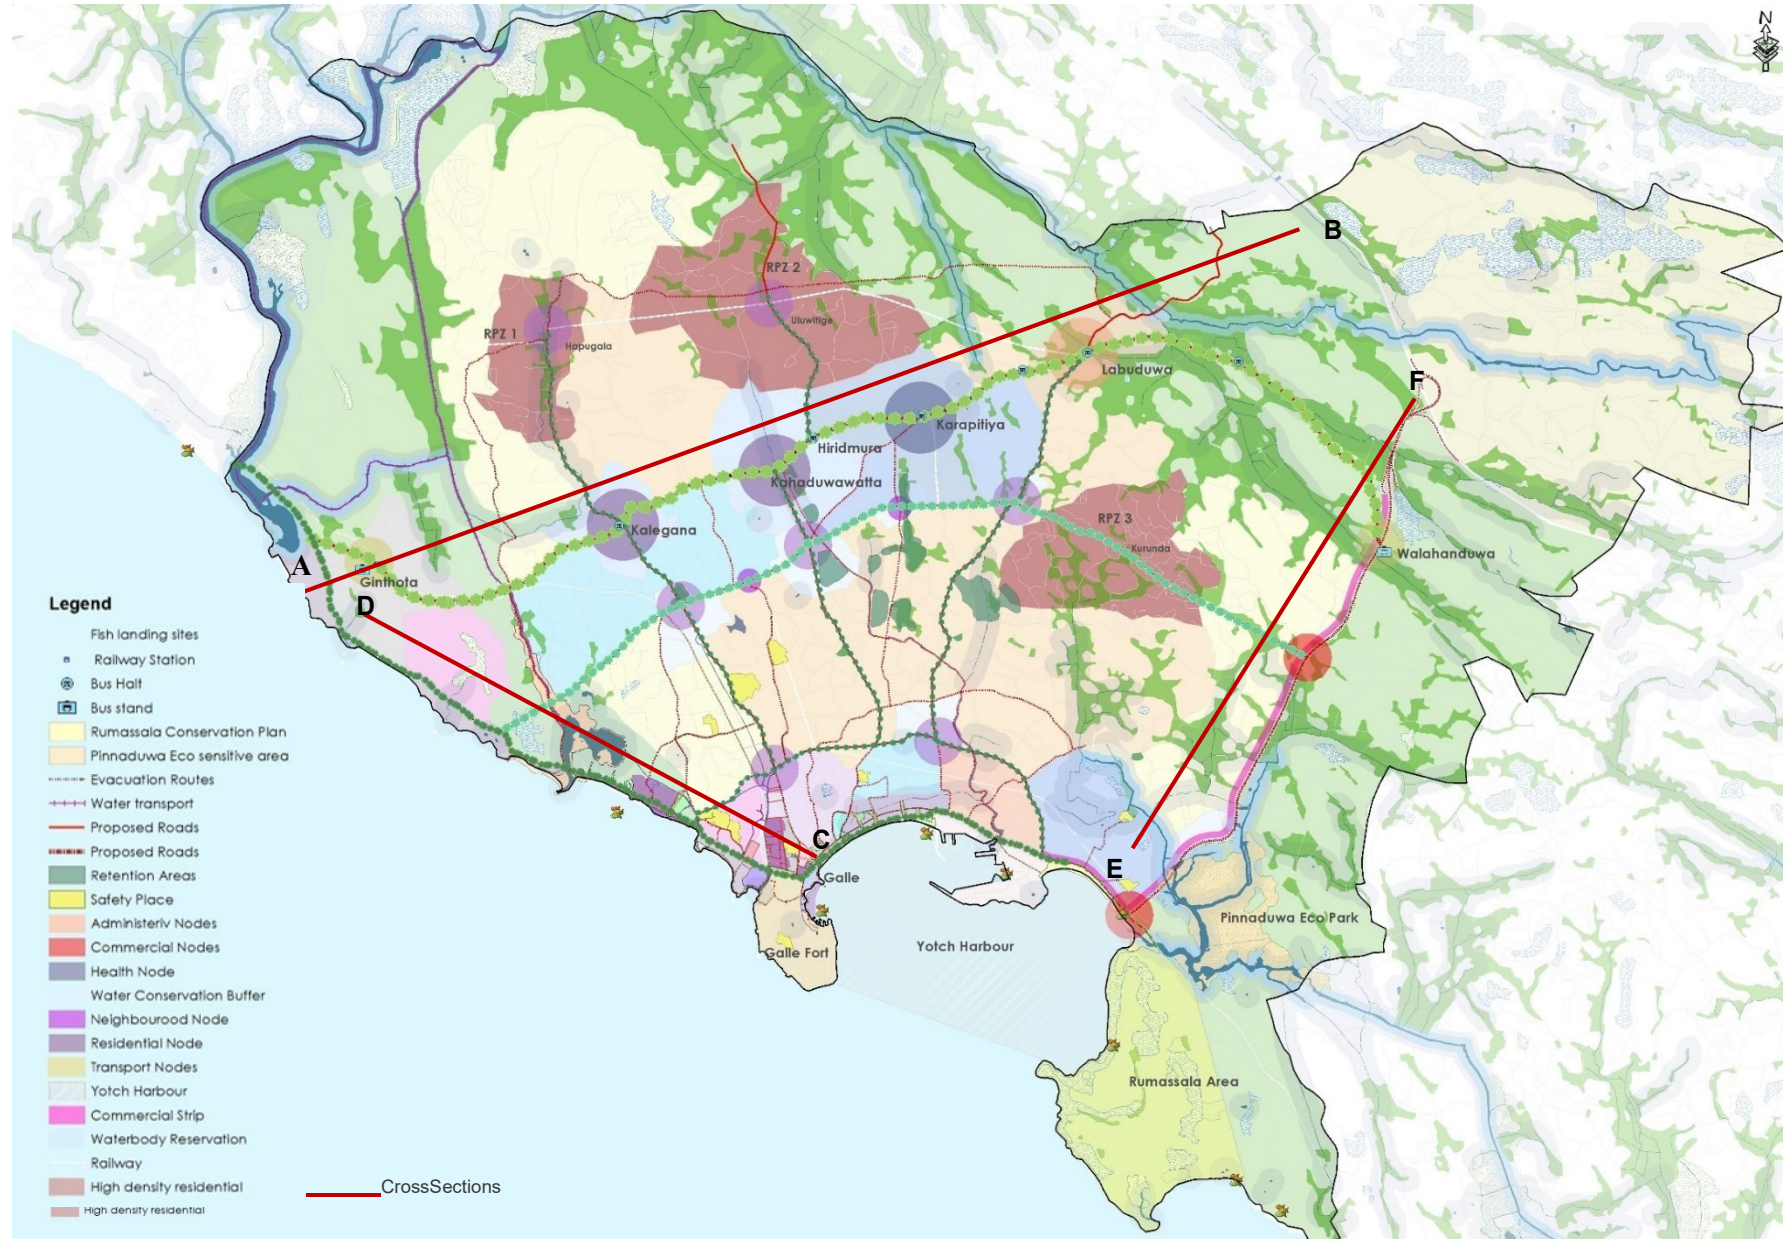 N
B
RPZ 2
Uluwitige
RPZ 1
Hapugala
Labuduwa
F
Karapitiya
Hiridmura
Kahaduwawatta
RPZ 3
Kurunda
Kalegana
Walahanduwa
A
Ginthota
D
C
Galle
E
Galle Fort
Yotch Harbour
Pinnaduwa Eco Park
Rumassala Area
Legend
Fish landing sites
Railway Station
Bus Halt
Bus stand
Rumassala Conservation Plan
Pinnaduwa Eco sensitive area
Evacuation Routes
Water transport
Proposed Roads
Proposed Roads
Retention Areas
Safety Place
Administeriv Nodes
Commercial Nodes
Health Node
Water Conservation Buffer
Neighbourood Node
Residential Node
Transport Nodes
Yotch Harbour
Commercial Strip
Waterbody Reservation
Railway
High density residential
High density residential
CrossSections